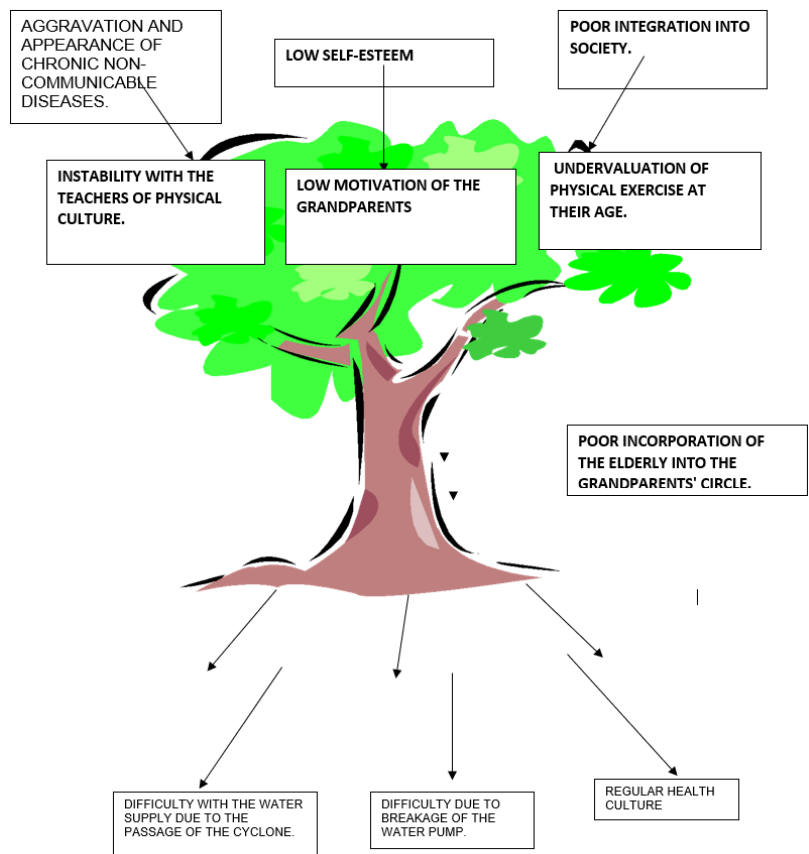 AGGRAVATION AND
APPEARANCE OF
CHRONIC NON-
COMMUNICABLE
DISEASES.
LOW SELF-ESTEEM
POOR INTEGRATION INTO
SOCIETY.
INSTABILITY WITH THE
TEACHERS OF PHYSICAL
CULTURE.
LOW MOTIVATION OF THE
GRANDPARENTS
UNDERVALUATION OF
PHYSICAL EXERCISE AT
THEIR AGE.
POOR INCORPORATION OF
THE ELDERLY INTO THE
GRANDPARENTS' CIRCLE.
DIFFICULTY WITH THE WATER
SUPPLY DUE TO THE
PASSAGE OF THE CYCLONE.
DIFFICULTY DUE TO
BREAKAGE OF THE
WATER PUMP.
REGULAR HEALTH
CULTURE